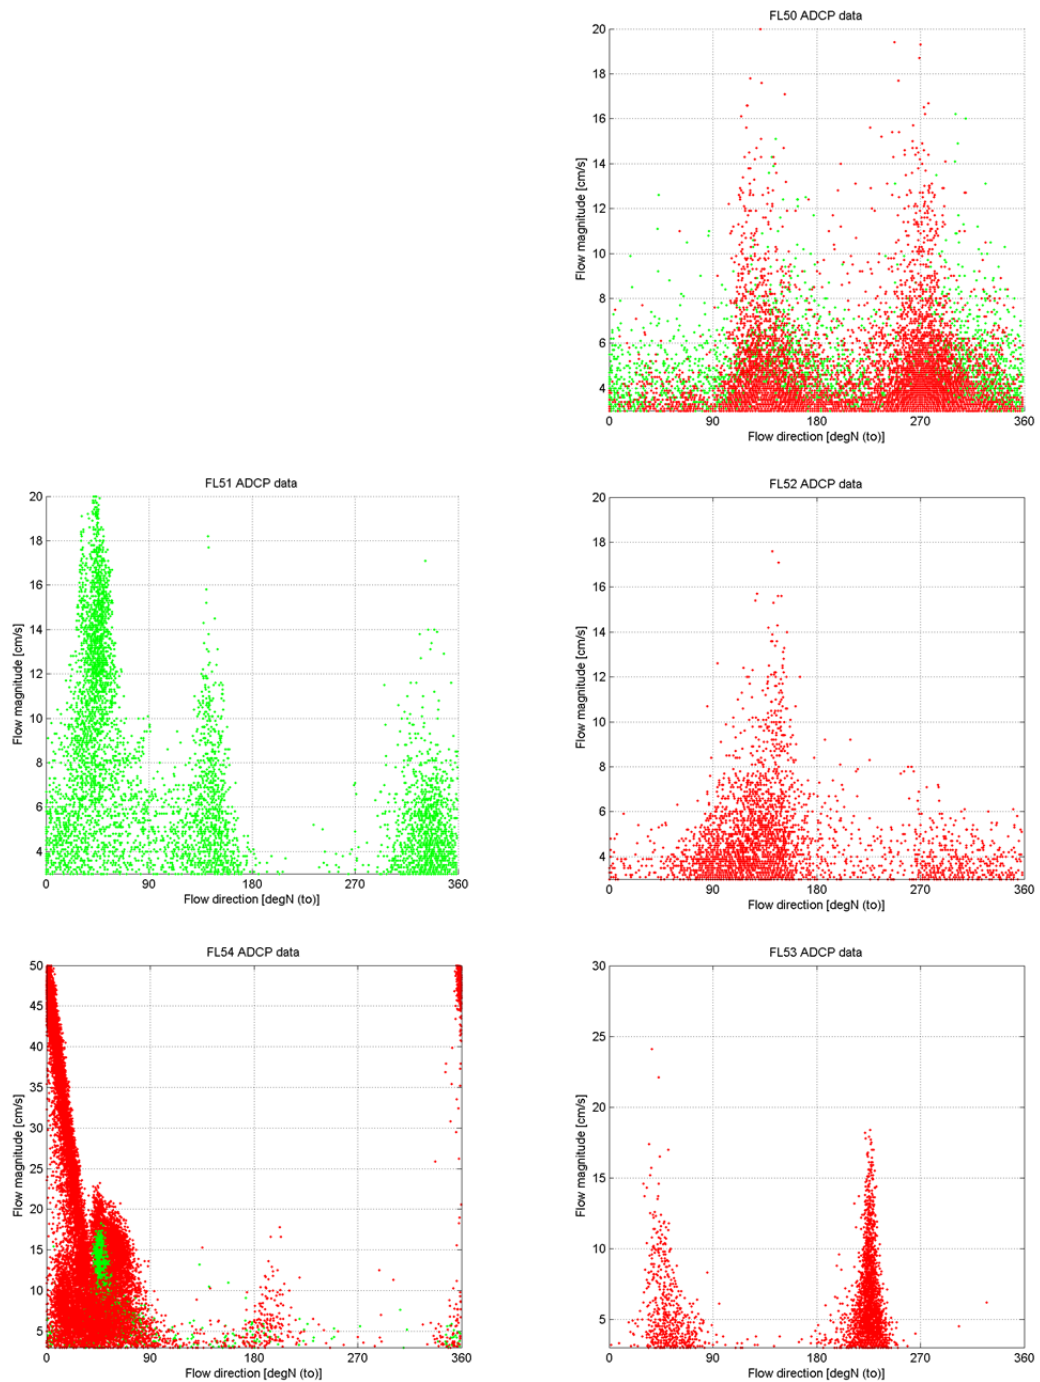 FL50 ADCP data
20
18
16
14
12
10
8
6
4
Flow magnitude [cm/s]
0 90 180 270 360
Flow direction [degN (to)]
FL51 ADCP data
20
18
16
14
12
10
8
6
4
Flow magnitude [cm/s]
0 90 180 270 360
Flow direction [degN (to)]
FL52 ADCP data
20
18
16
14
12
10
8
6
4
Flow magnitude [cm/s]
0 90 180 270 360
Flow direction [degN (to)]
FL54 ADCP data
50
45
40
35
30
25
20
15
10
5
Flow magnitude [cm/s]
0 90 180 270 360
Flow direction [degN (to)]
FL53 ADCP data
30
25
20
15
10
5
Flow magnitude [cm/s]
0 90 180 270 360
Flow direction [degN (to)]